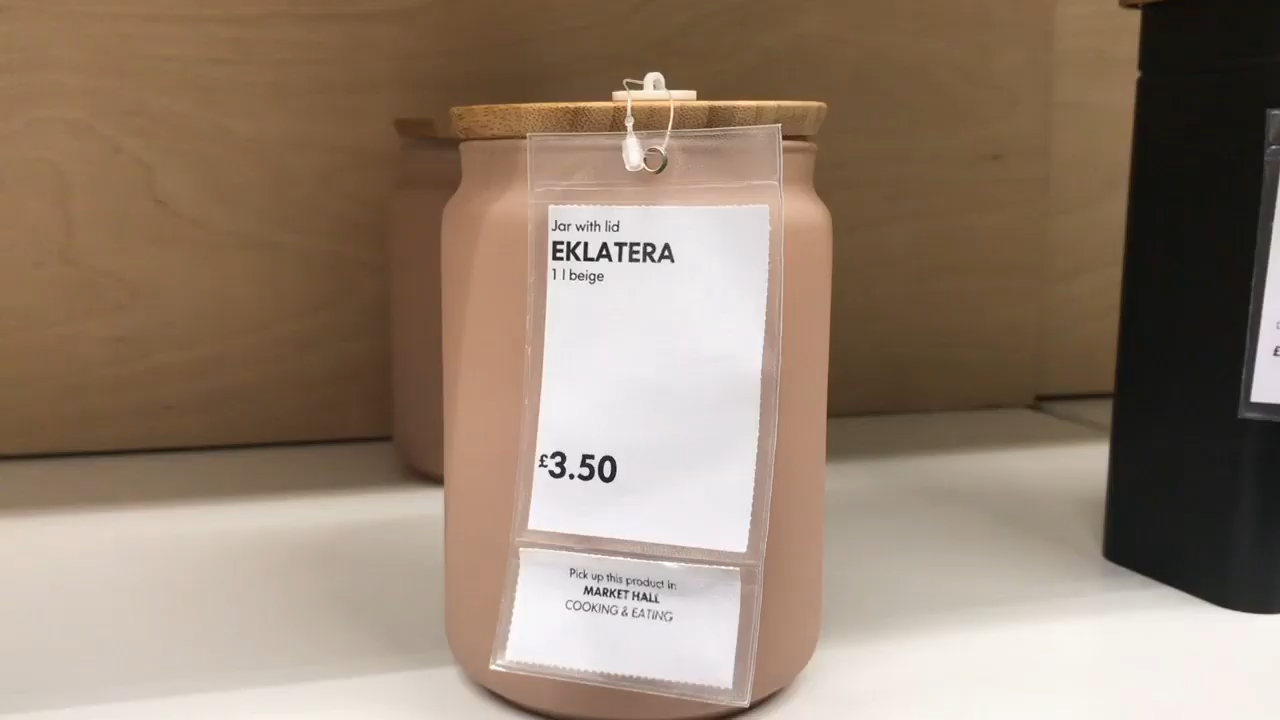 Jar with lid
EKLATERA
1 l beige
£3.50
Pick up this product in:
MARKET HALL
COOKING & EATING
£